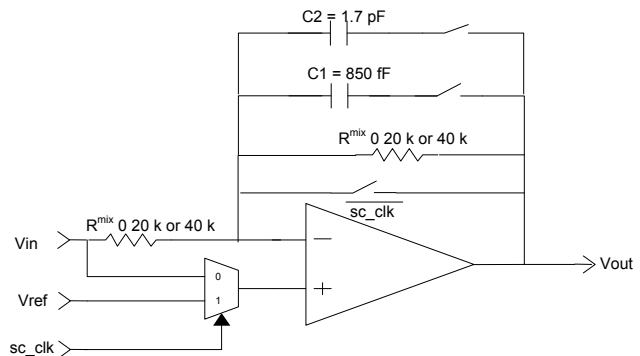 C2 = 1.7 pF
C1 = 850 fF
Rmix 0 20 k or 40 k
sc_clk
Rmix 0 20 k or 40 k
Vin
0
Vref
1
sc_clk
Vout